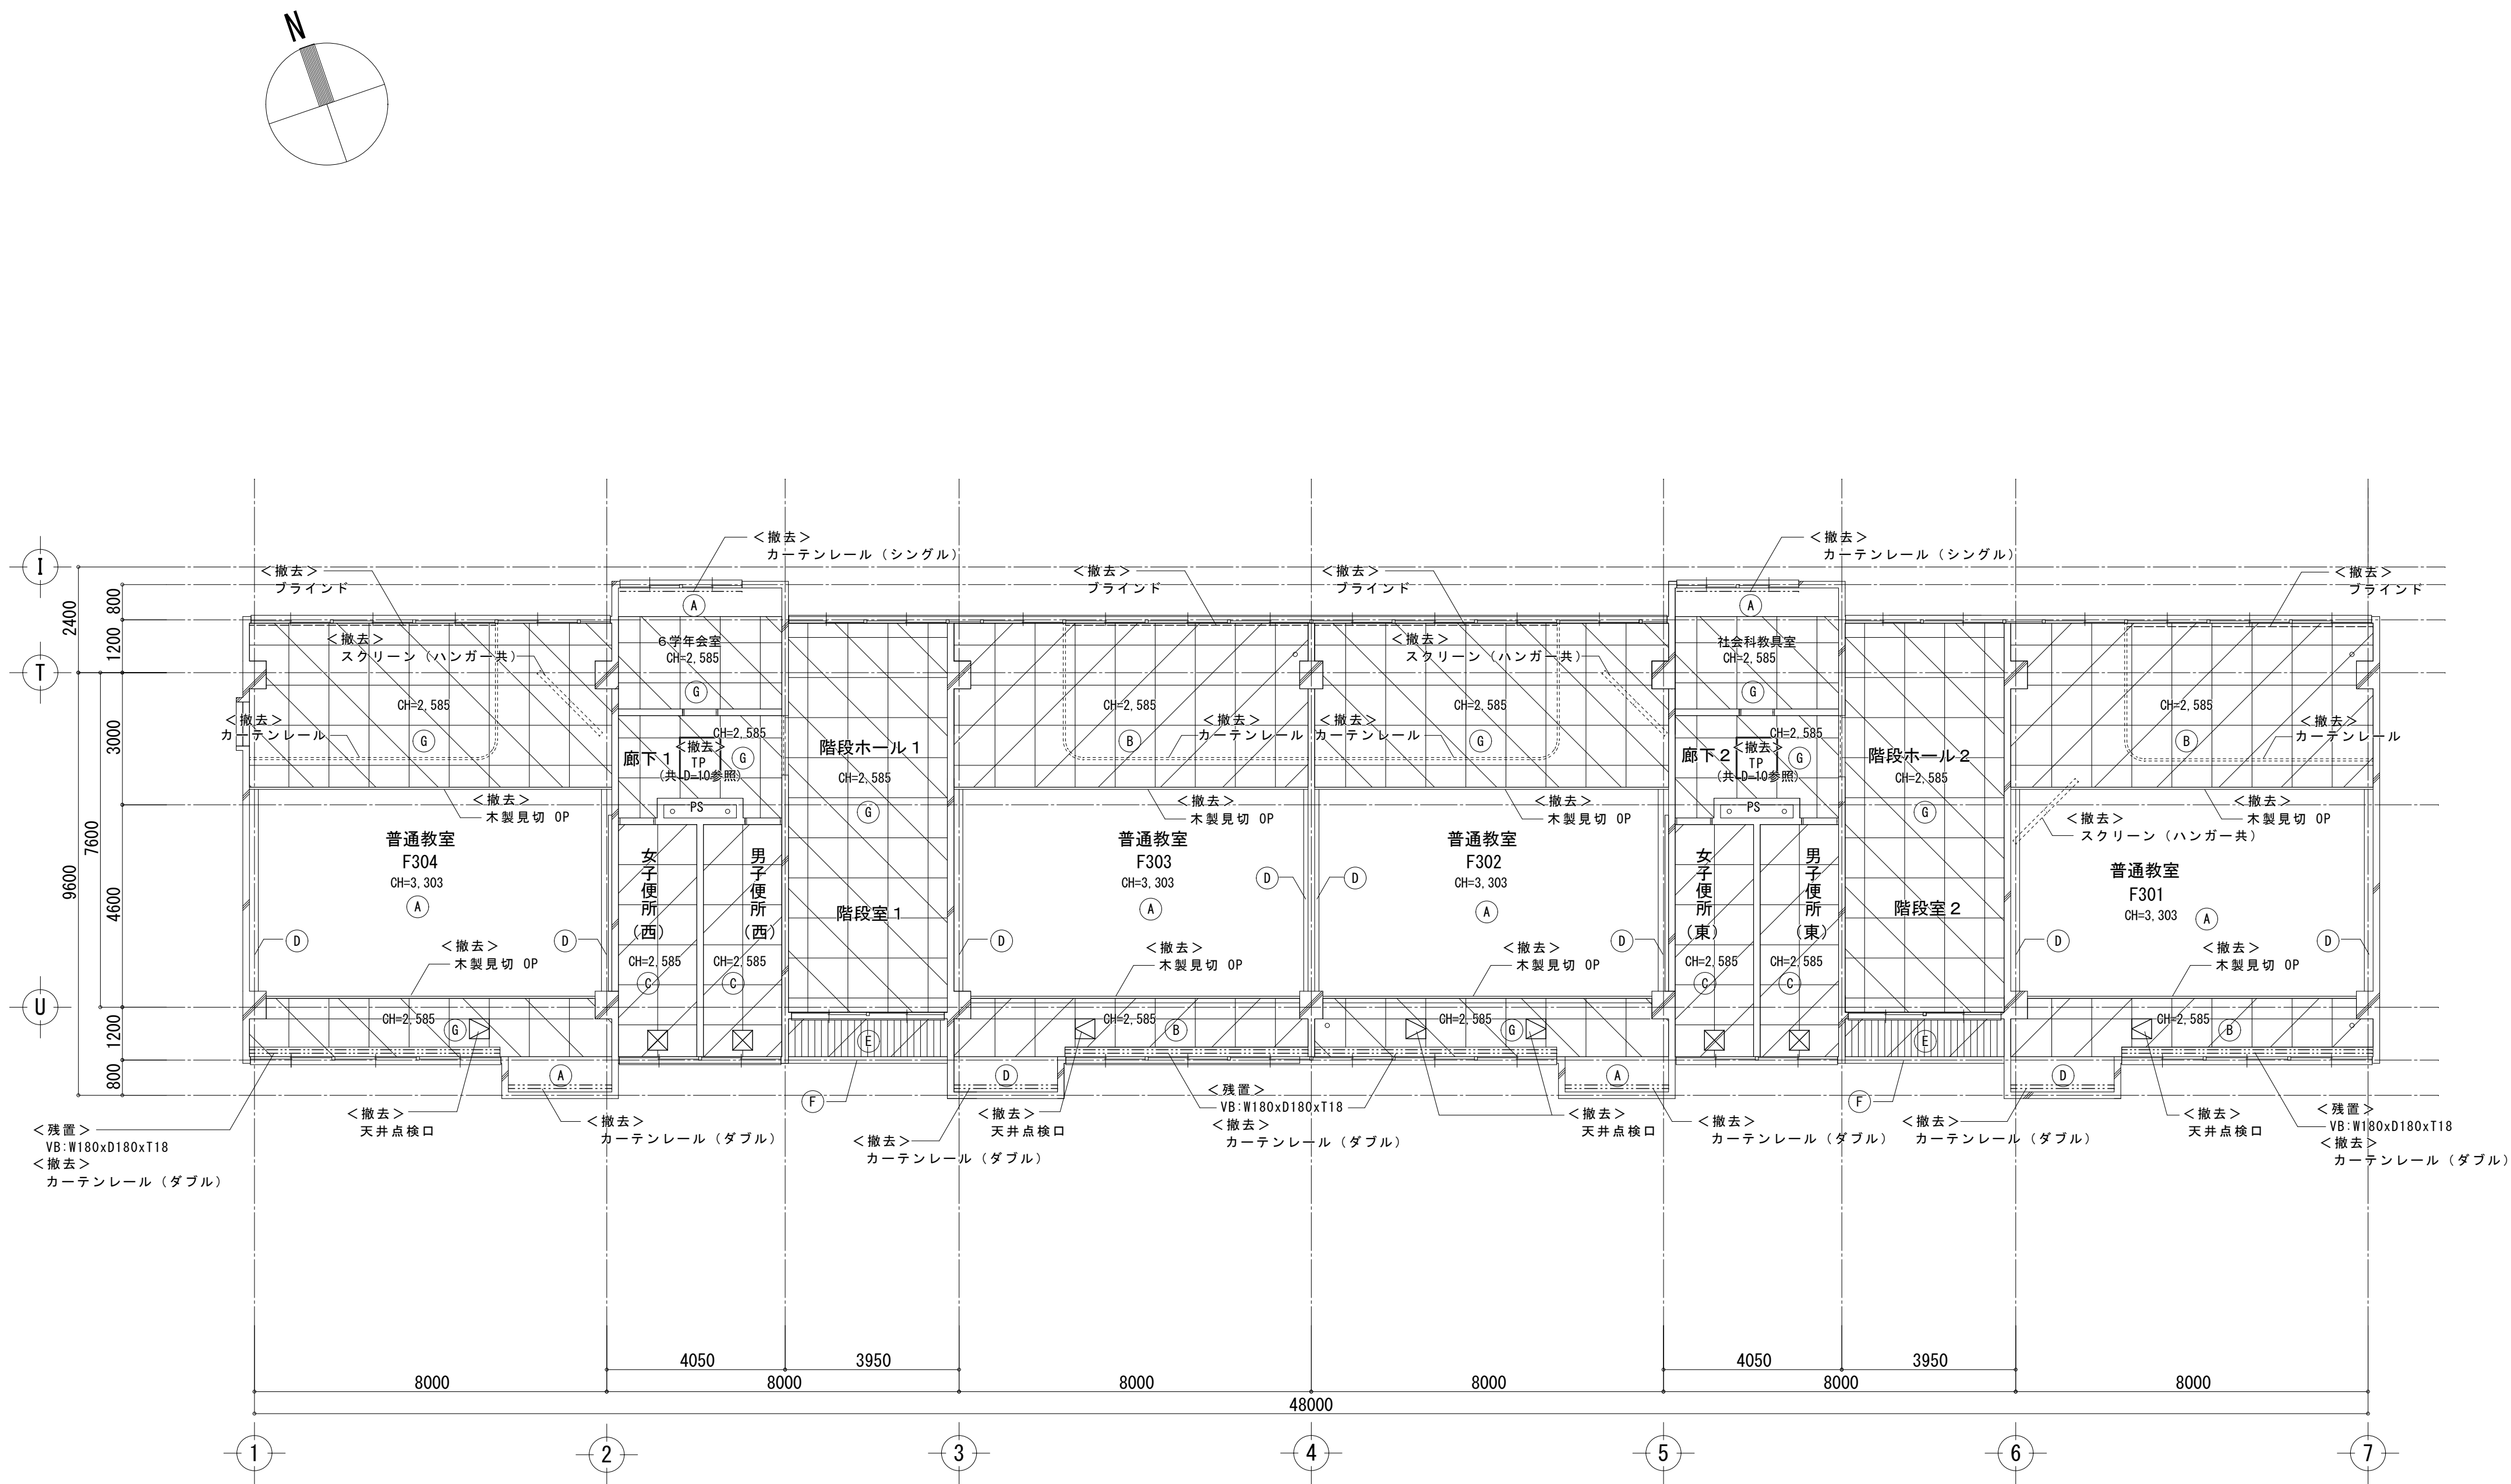 N
<撤去>
カーテンレール（シングル）
<撤去>
カーテンレール（シングル）
I
<撤去>
ブラインド
<撤去>
ブラインド
<撤去>
ブラインド
<撤去>
ブラインド
2400
800
1200
A
A
<撤去>
スクリーン（ハンガー共）
6学年会室
CH=2,585
G
<撤去>
スクリーン（ハンガー共）
社会科教具室
CH=2,585
G
T
CH=2,585
G
<撤去>
カーテンレール
CH=2,585
廊下1
<撤去>
TP
(共-D-10参照)
G
階段ホール1
CH=2,585
G
CH=2,585
B
<撤去>
カーテンレール
<撤去>
カーテンレール
CH=2,585
G
CH=2,585
廊下2
<撤去>
TP
(共-D-10参照)
G
階段ホール2
CH=2,585
G
CH=2,585
B
<撤去>
カーテンレール
3000
7600
9600
4600
<撤去>
木製見切 OP
PS
<撤去>
木製見切 OP
<撤去>
木製見切 OP
PS
<撤去>
スクリーン（ハンガー共）
<撤去>
木製見切 OP
普通教室
F304
CH=3,303
A
女子便所(西)
男子便所(西)
階段室1
普通教室
F303
CH=3,303
A
D
D
普通教室
F302
CH=3,303
A
女子便所(東)
男子便所(東)
階段室2
普通教室
F301
CH=3,303
A
D
D
D
D
D
D
<撤去>
木製見切 OP
<撤去>
木製見切 OP
<撤去>
木製見切 OP
<撤去>
木製見切 OP
CH=2,585
C
CH=2,585
C
CH=2,585
C
CH=2,585
C
U
CH=2,585
G
E
CH=2,585
B
CH=2,585
G
E
CH=2,585
B
1200
800
A
F
D
A
F
D
<残置>
VB:W180xD180xT18
<撤去>
カーテンレール（ダブル）
<撤去>
天井点検口
<撤去>
カーテンレール（ダブル）
<撤去>
カーテンレール（ダブル）
<撤去>
天井点検口
<残置>
VB:W180xD180xT18
<撤去>
カーテンレール（ダブル）
<撤去>
天井点検口
<撤去>
カーテンレール（ダブル）
<撤去>
カーテンレール（ダブル）
<撤去>
天井点検口
<残置>
VB:W180xD180xT18
<撤去>
カーテンレール（ダブル）
4050 3950 4050 3950
8000 8000 8000 8000 8000 8000
48000
1 2 3 4 5 6 7